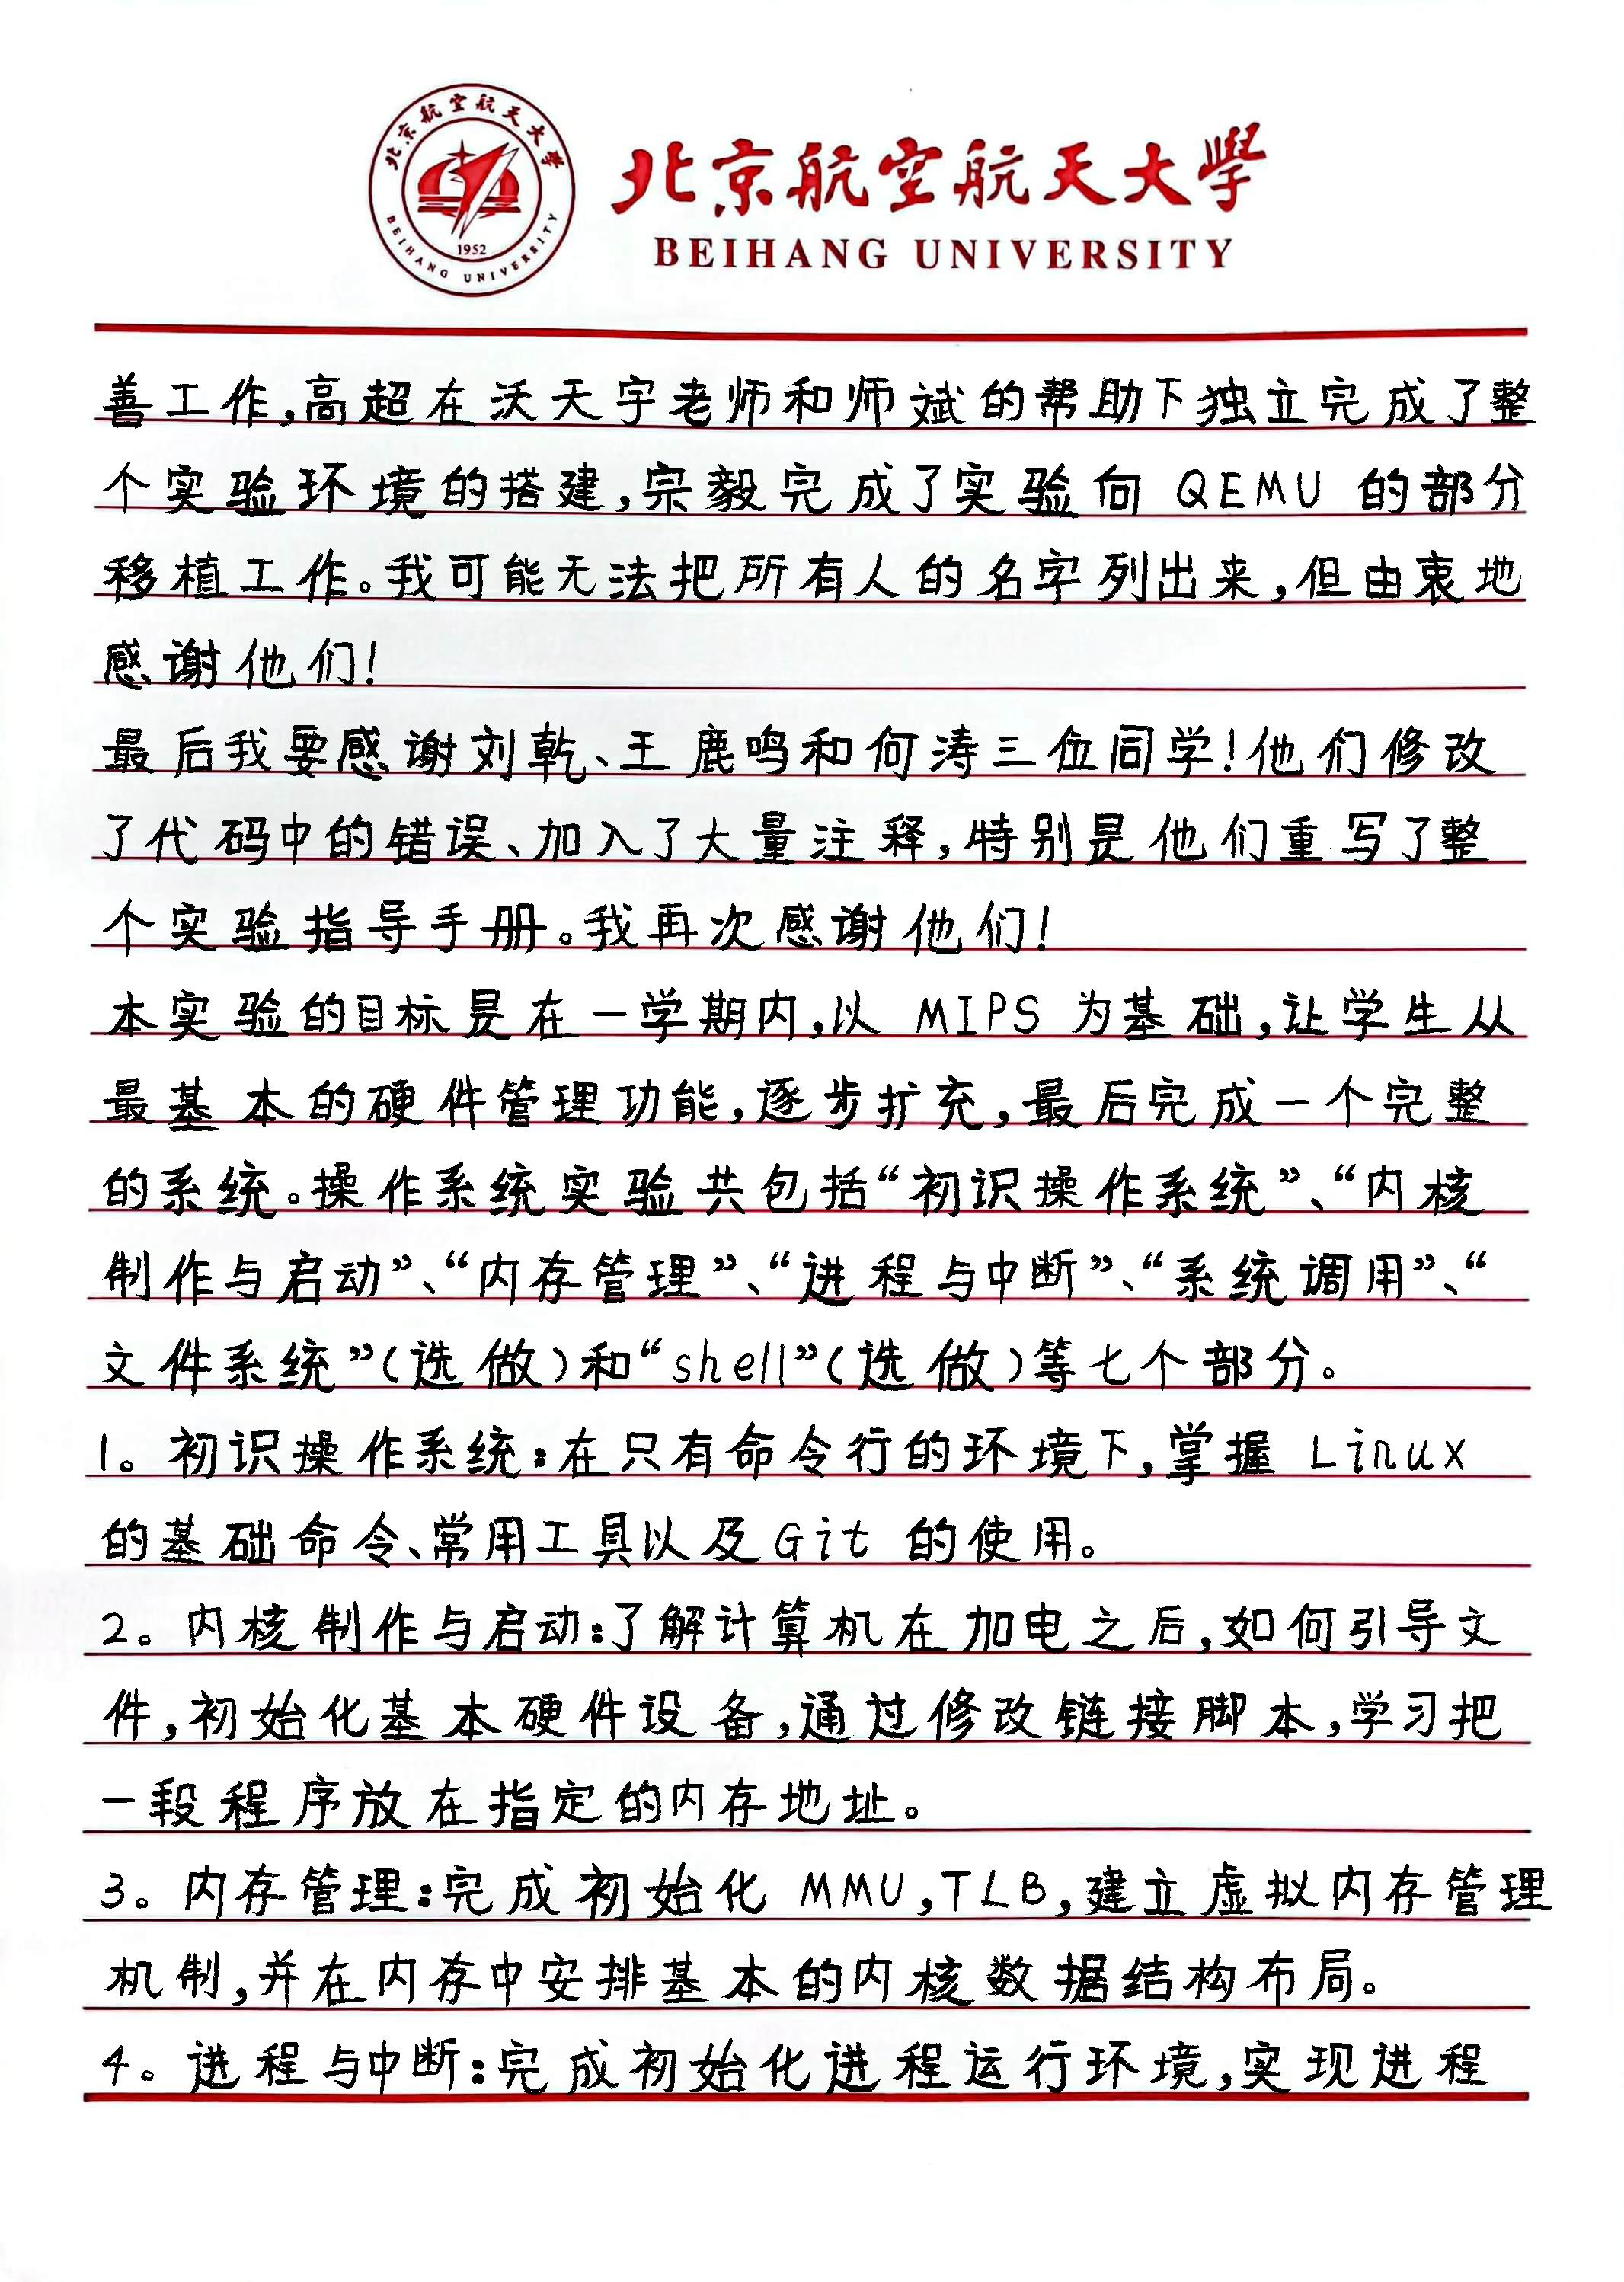 北京航空航天大学
BEIHANG UNIVERSITY
1952
北京航空航天大學
BEIHANG UNIVERSITY
善工作,高超在沃天宇老师和师斌的帮助下独立完成了整
个实验环境的搭建,宗毅完成了实验向 QEMU 的部分
移植工作。我可能无法把所有人的名字列出来,但由衷地
感谢他们!
最后我要感谢刘乾、王鹿鸣和何涛三位同学!他们修改
了代码中的错误、加入了大量注释,特别是他们重写了整
个实验指导手册。我再次感谢他们!
本实验的目标是在一学期内,以 MIPS 为基础,让学生从
最基本的硬件管理功能,逐步扩充,最后完成一个完整
的系统。操作系统实验共包括“初识操作系统”、“内核
制作与启动”、“内存管理”、“进程与中断”、“系统调用”、“
文件系统”(选做)和“shell”(选做)等七个部分。
1。初识操作系统:在只有命令行的环境下,掌握 Linux
的基础命令、常用工具以及Git 的使用。
2。内核制作与启动:了解计算机在加电之后,如何引导文
件,初始化基本硬件设备,通过修改链接脚本,学习把
一段程序放在指定的内存地址。
3。内存管理:完成初始化 MMU,TLB,建立虚拟内存管理
机制,并在内存中安排基本的内核数据结构布局。
4。进程与中断:完成初始化进程运行环境,实现进程